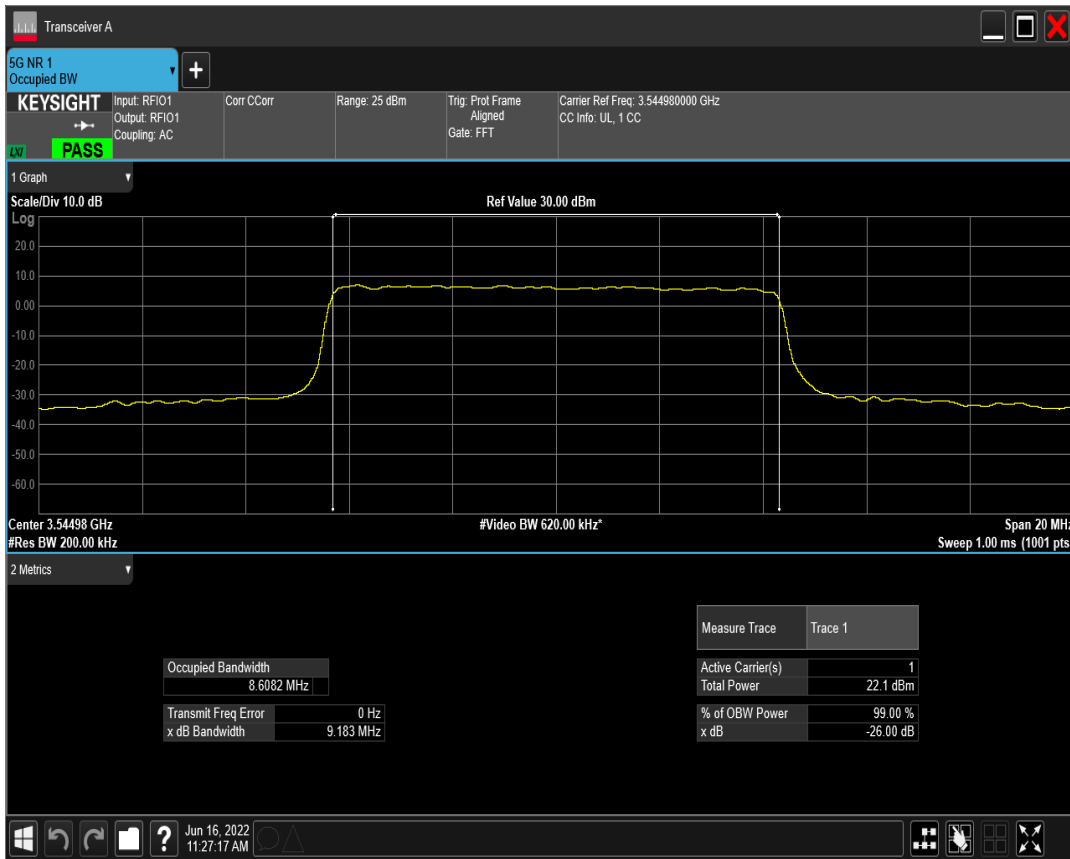 Transceiver A
5G NR 1
Occupied BW
KEYSIGHT
LXI
PASS
Input: RFIO1
Output: RFIO1
Coupling: AC
Corr CCorr
Range: 25 dBm
Trig: Prot Frame
Aligned
Gate: FFT
Carrier Ref Freq: 3.544980000 GHz
CC Info: UL, 1 CC
1 Graph
Scale/Div 10.0 dB
Ref Value 30.00 dBm
Log
20.0
10.0
0.00
-10.0
-20.0
-30.0
-40.0
-50.0
-60.0
Center 3.54498 GHz
#Video BW 620.00 kHz*
Span 20 MHz
#Res BW 200.00 kHz
Sweep 1.00 ms (1001 pts
2 Metrics
Measure Trace Trace 1
Occupied Bandwidth
8.6082 MHz
Active Carrier(s) 1
Total Power 22.1 dBm
Transmit Freq Error 0 Hz
x dB Bandwidth 9.183 MHz
% of OBW Power 99.00 %
x dB -26.00 dB
?
Jun 16, 2022
11:27:17 AM